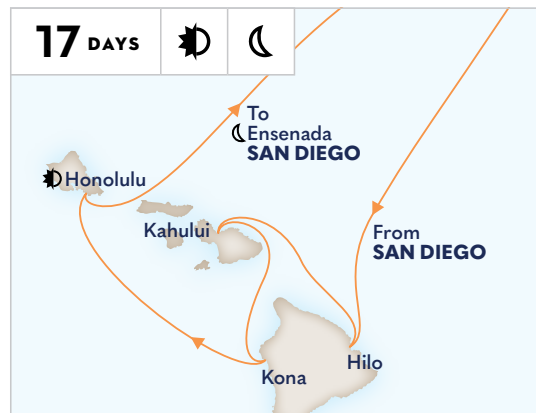 17 DAYS
To
Ensenada
SAN DIEGO
Honolulu
Kahului
From
SAN DIEGO
Hilo
Kona